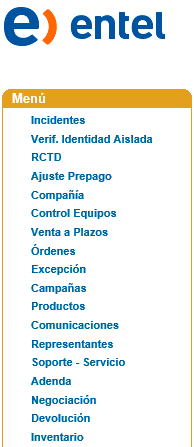 entel
Menú
Incidentes
Verif. Identidad Aislada
RCTD
Ajuste Prepago
Compañía
Control Equipos
Venta a Plazos
Órdenes
Excepción
Campañas
Productos
Comunicaciones
Representantes
Soporte - Servicio
Adenda
Negociación
Devolución
Inventario